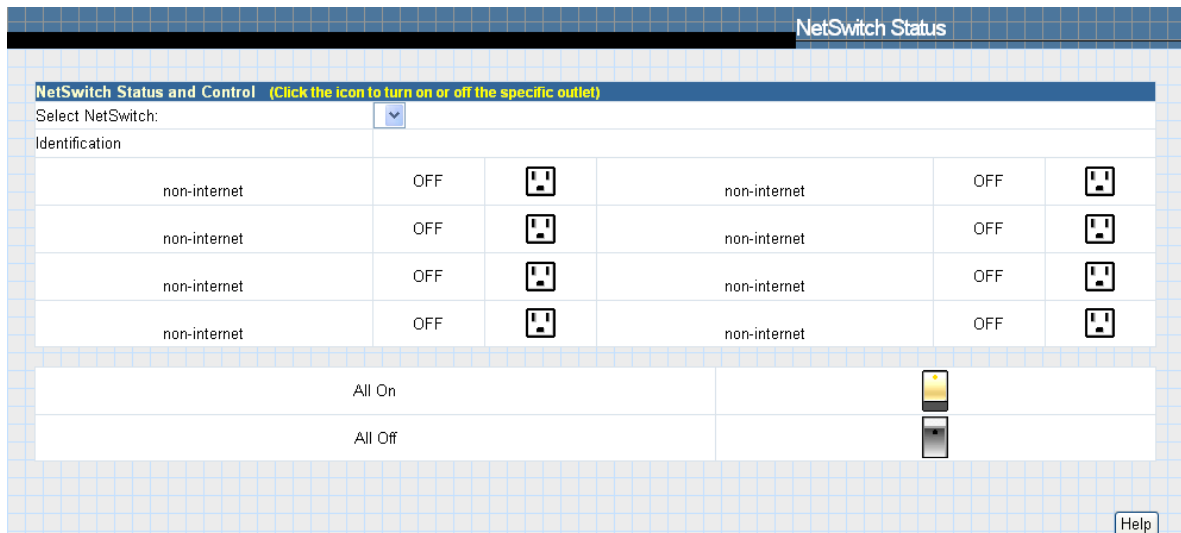 NetSwitch Status
NetSwitch Status and Control (Click the icon to turn on or off the specific outlet)
Select NetSwitch:
Identification
non-internet OFF non-internet OFF
non-internet OFF non-internet OFF
non-internet OFF non-internet OFF
non-internet OFF non-internet OFF
All On
All Off
Help